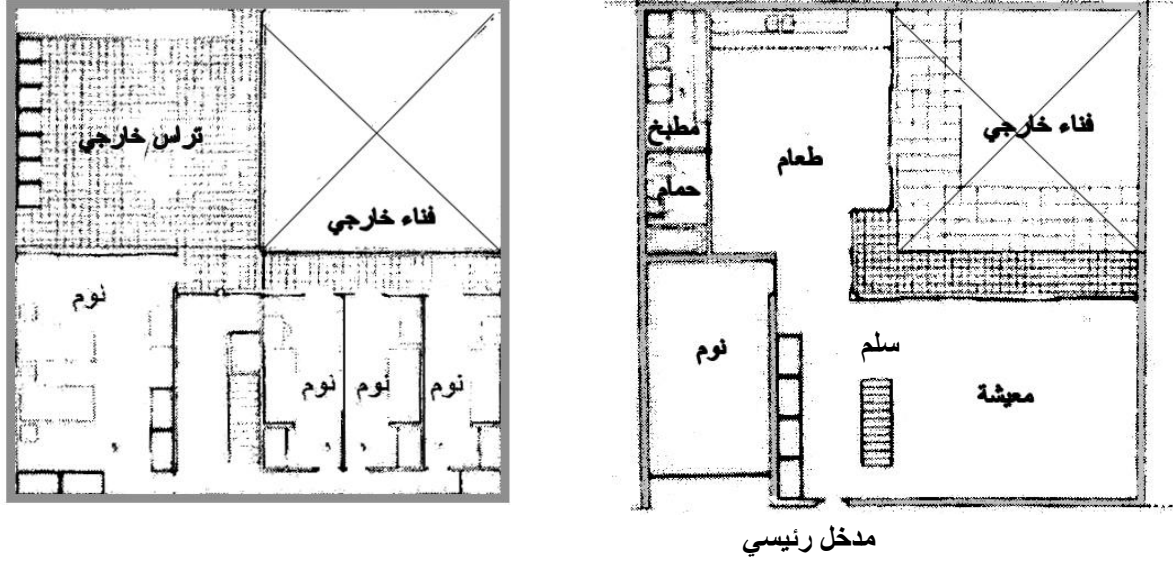 تراس خارجي
فناء خارجي
نوم
نوم
نوم
نوم
فناء خارجي
مطبخ
طعام
حمام
نوم
سلم
معيشة
مدخل رئيسي